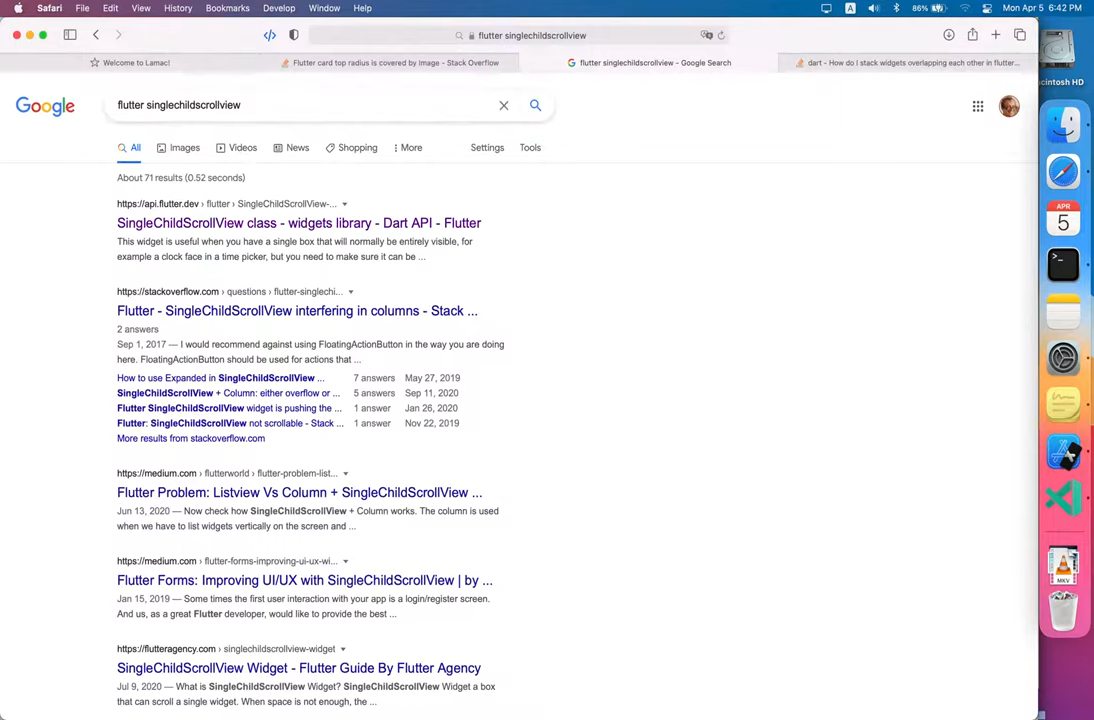 Safari File Edit View History Bookmarks Develop Window Help
A 86% Mon Apr 5 6:42 PM
flutter singlechildscrollview
Welcome to Lamac!
Flutter card top radius is covered by Image - Stack Overflow
flutter singlechildscrollview - Google Search
dart - How do I stack widgets overlapping each other in flutter...
cintosh HD
Google
flutter singlechildscrollview
All Images Videos News Shopping More Settings Tools
About 71 results (0.52 seconds)
https://api.flutter.dev › flutter › SingleChildScrollView-...
SingleChildScrollView class - widgets library - Dart API - Flutter
This widget is useful when you have a single box that will normally be entirely visible, for
example a clock face in a time picker, but you need to make sure it can be ...
https://stackoverflow.com › questions › flutter-singlechi...
Flutter - SingleChildScrollView interfering in columns - Stack ...
2 answers
Sep 1, 2017 — I would recommend against using FloatingActionButton in the way you are doing
here. FloatingActionButton should be used for actions that ...
How to use Expanded in SingleChildScrollView ... 7 answers May 27, 2019
SingleChildScrollView + Column: either overflow or ... 5 answers Sep 11, 2020
Flutter SingleChildScrollView widget is pushing the ... 1 answer Jan 26, 2020
Flutter: SingleChildScrollView not scrollable - Stack ... 1 answer Nov 22, 2019
More results from stackoverflow.com
https://medium.com › flutterworld › flutter-problem-list...
Flutter Problem: Listview Vs Column + SingleChildScrollView ...
Jun 13, 2020 — Now check how SingleChildScrollView + Column works. The column is used
when we have to list widgets vertically on the screen and ...
https://medium.com › flutter-forms-improving-ui-ux-wi...
Flutter Forms: Improving UI/UX with SingleChildScrollView | by ...
Jan 15, 2019 — Some times the first user interaction with your app is a login/register screen.
And us, as a great Flutter developer, would like to provide the best ...
https://flutteragency.com › singlechildscrollview-widget
SingleChildScrollView Widget - Flutter Guide By Flutter Agency
Jul 9, 2020 — What is SingleChildScrollView Widget? SingleChildScrollView Widget a box
that can scroll a single widget. When space is not enough, the ...
APR
5
MKV